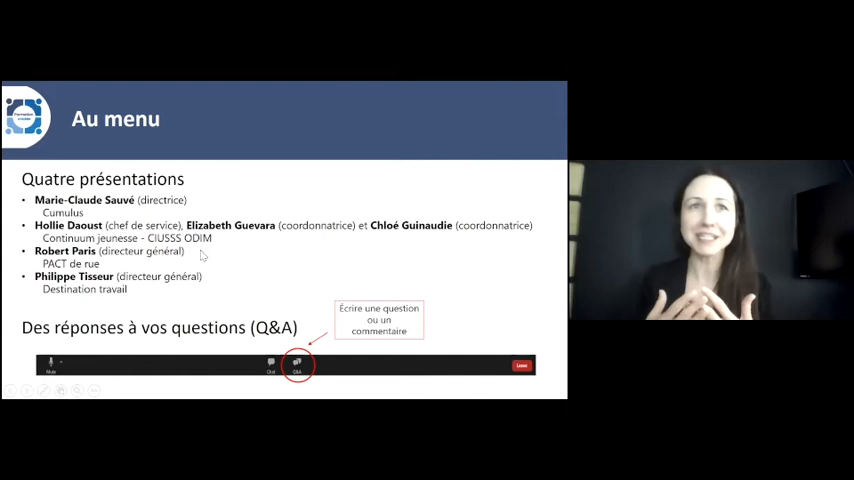 Au menu
Quatre présentations
• Marie-Claude Sauvé (directrice)
Cumulus
• Hollie Daoust (chef de service), Elizabeth Guevara (coordonnatrice) et Chloé Guinaudie (coordonnatrice)
Continuum jeunesse - CIUSSS ODIM
• Robert Paris (directeur général)
PACT de rue
• Philippe Tisseur (directeur général)
Destination travail
Écrire une question
ou un
commentaire
Des réponses à vos questions (Q&A)
Mute
Chat
Q&A
Leave